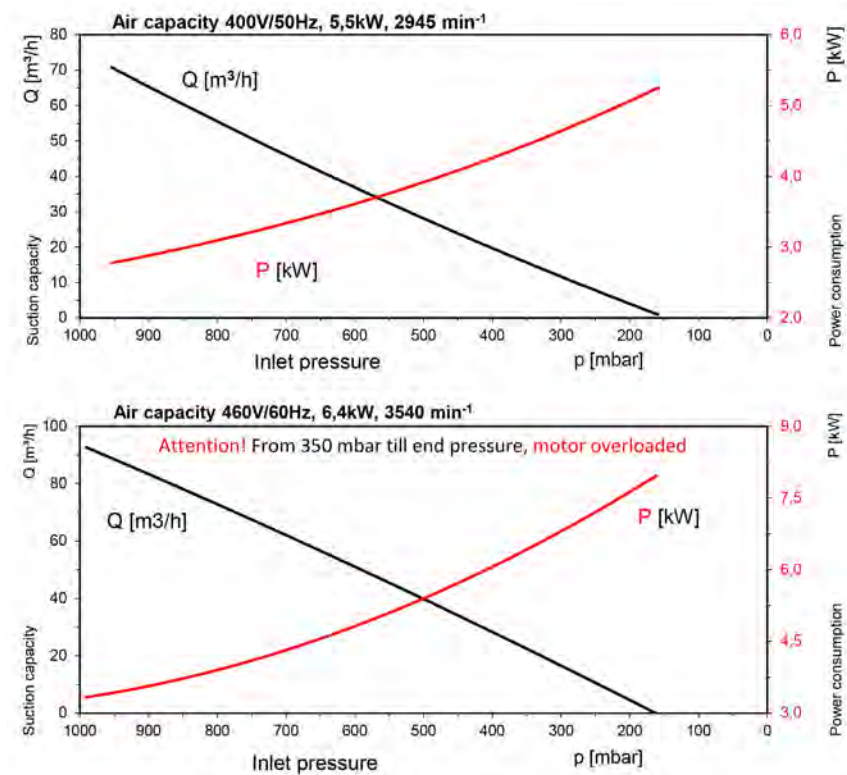 Air capacity 400V/50Hz, 5,5kW, 2945 min-1
Q [m³/h]
Suction capacity
80
70
60
50
40
30
20
10
0
Q [m³/h]
P [kW]
6,0
5,0
4,0
3,0
2,0
P [kW]
Power consumption
1000 900 800 700 600 500 400 300 200 100 0
Inlet pressure p [mbar]
Air capacity 460V/60Hz, 6,4kW, 3540 min-1
Attention! From 350 mbar till end pressure, motor overloaded
Q [m³/h]
Suction capacity
100
80
60
40
20
0
Q [m3/h]
P [kW]
9,0
7,5
6,0
4,5
3,0
P [kW]
Power consumption
1000 900 800 700 600 500 400 300 200 100 0
Inlet pressure p [mbar]